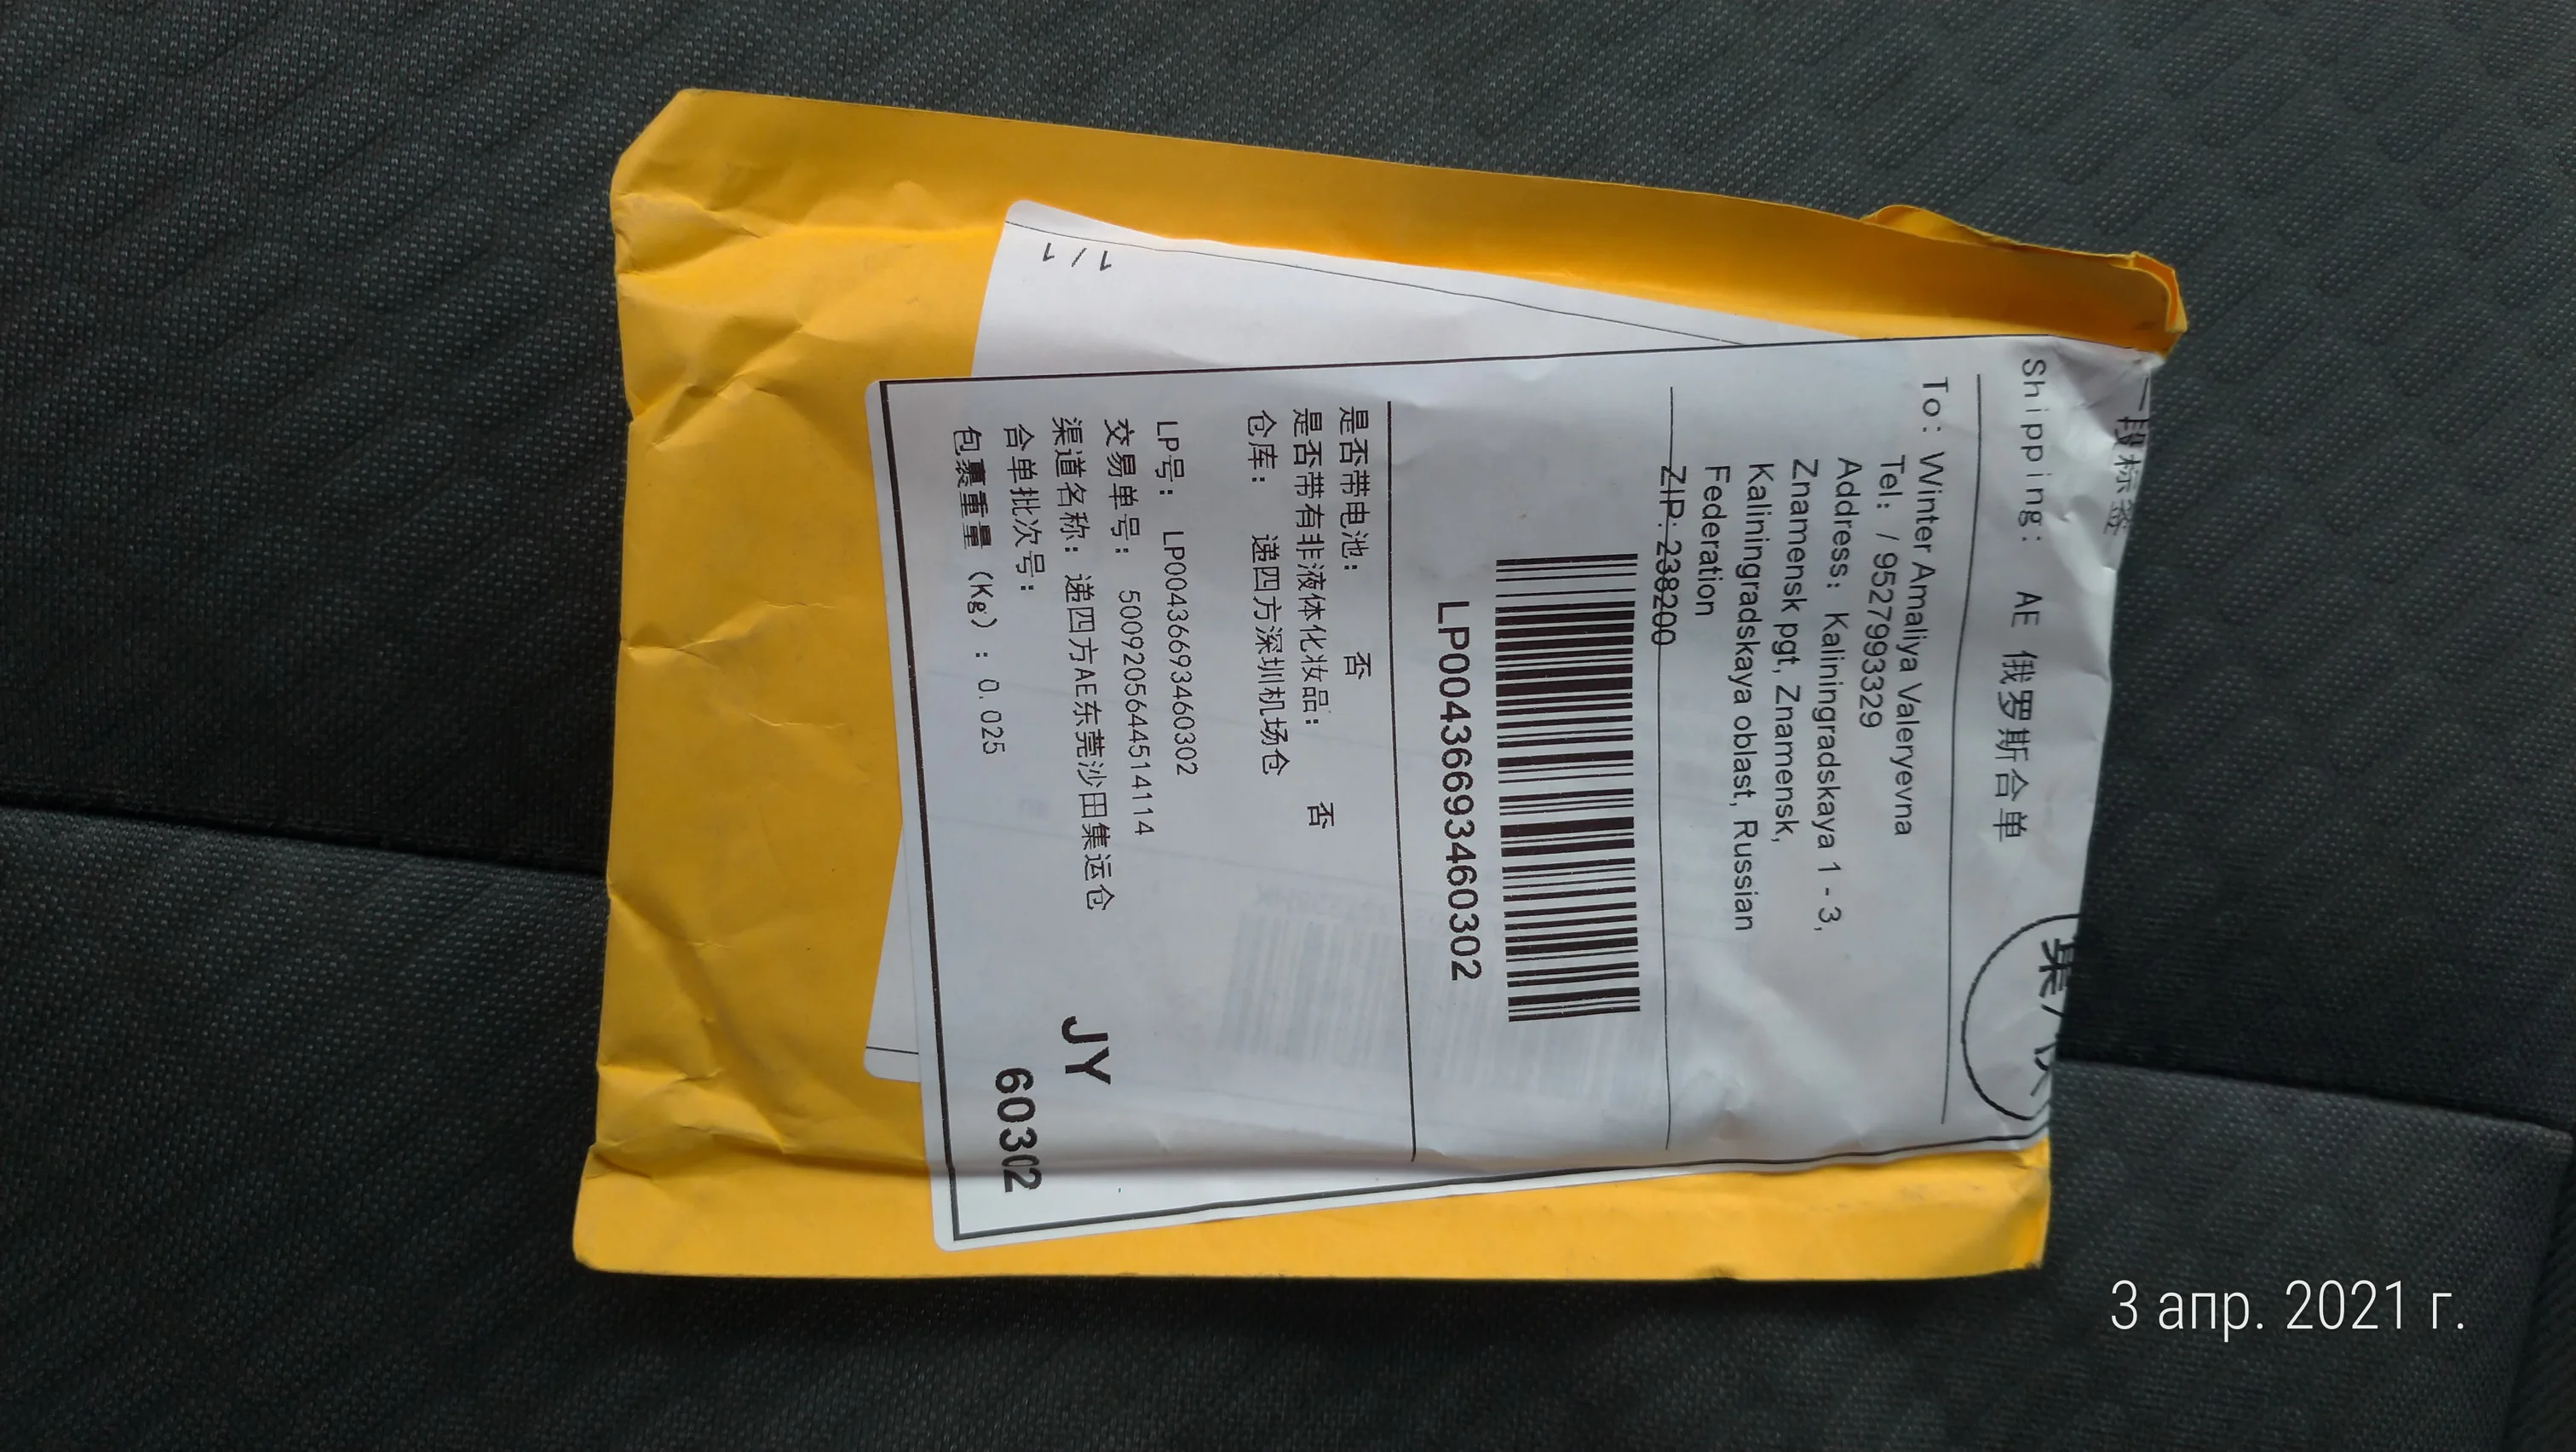 一段标签
Shipping: AE 俄罗斯合单
To: Winter Amaliya Valeryevna
Tel: / 9527993329
Address: Kaliningradskaya 1 - 3,
Znamensk pgt, Znamensk,
Kaliningradskaya oblast, Russian
Federation
ZIP: 238200
LP00436693460302
是否带电池: 否
是否带有非液体化妆品: 否
仓库: 递四方深圳机场仓
LP号: LP00436693460302
交易单号: 5009205644514114
渠道名称: 递四方AE东莞沙田集运仓
合单批次号:
包裹重量 (Kg) : 0.025
JY
60302
1/1
3 апр. 2021 г.